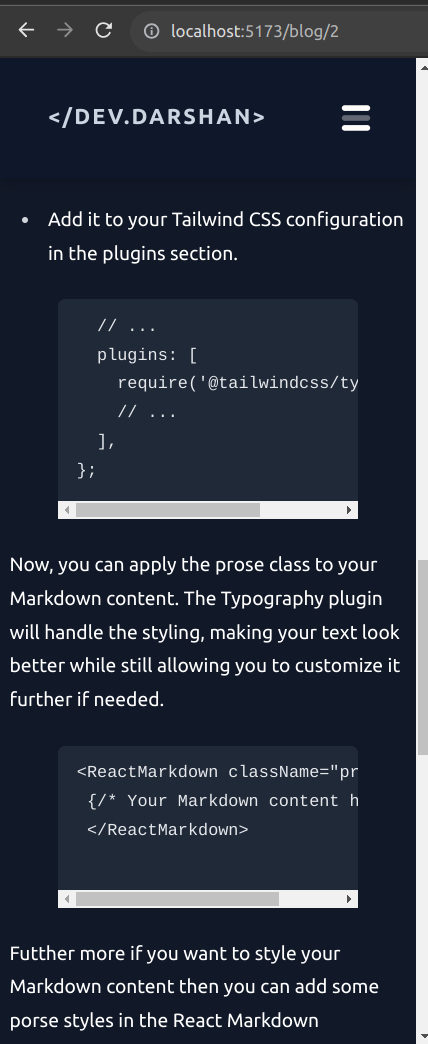 localhost:5173/blog/2
</DEV.DARSHAN>
• Add it to your Tailwind CSS configuration
in the plugins section.
// ...
plugins: [
require('@tailwindcss/ty
// ...
],
};
Now, you can apply the prose class to your
Markdown content. The Typography plugin
will handle the styling, making your text look
better while still allowing you to customize it
further if needed.
<ReactMarkdown className="pr
{/* Your Markdown content h
</ReactMarkdown>
Futther more if you want to style your
Markdown content then you can add some
porse styles in the React Markdown